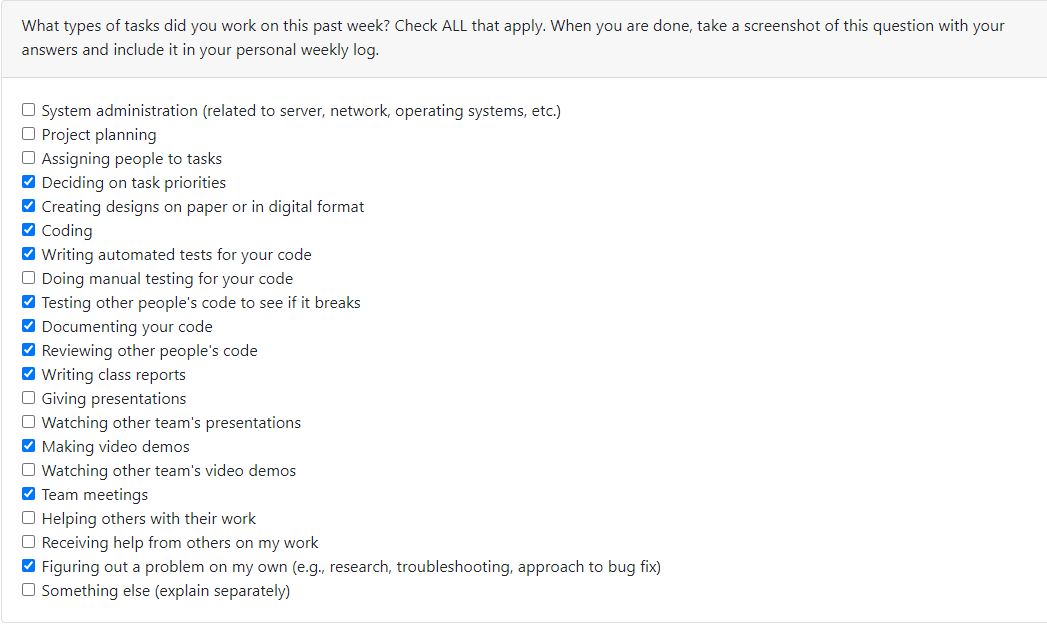 What types of tasks did you work on this past week? Check ALL that apply. When you are done, take a screenshot of this question with your
answers and include it in your personal weekly log.
System administration (related to server, network, operating systems, etc.)
Project planning
Assigning people to tasks
Deciding on task priorities
Creating designs on paper or in digital format
Coding
Writing automated tests for your code
Doing manual testing for your code
Testing other people's code to see if it breaks
Documenting your code
Reviewing other people's code
Writing class reports
Giving presentations
Watching other team's presentations
Making video demos
Watching other team's video demos
Team meetings
Helping others with their work
Receiving help from others on my work
Figuring out a problem on my own (e.g., research, troubleshooting, approach to bug fix)
Something else (explain separately)